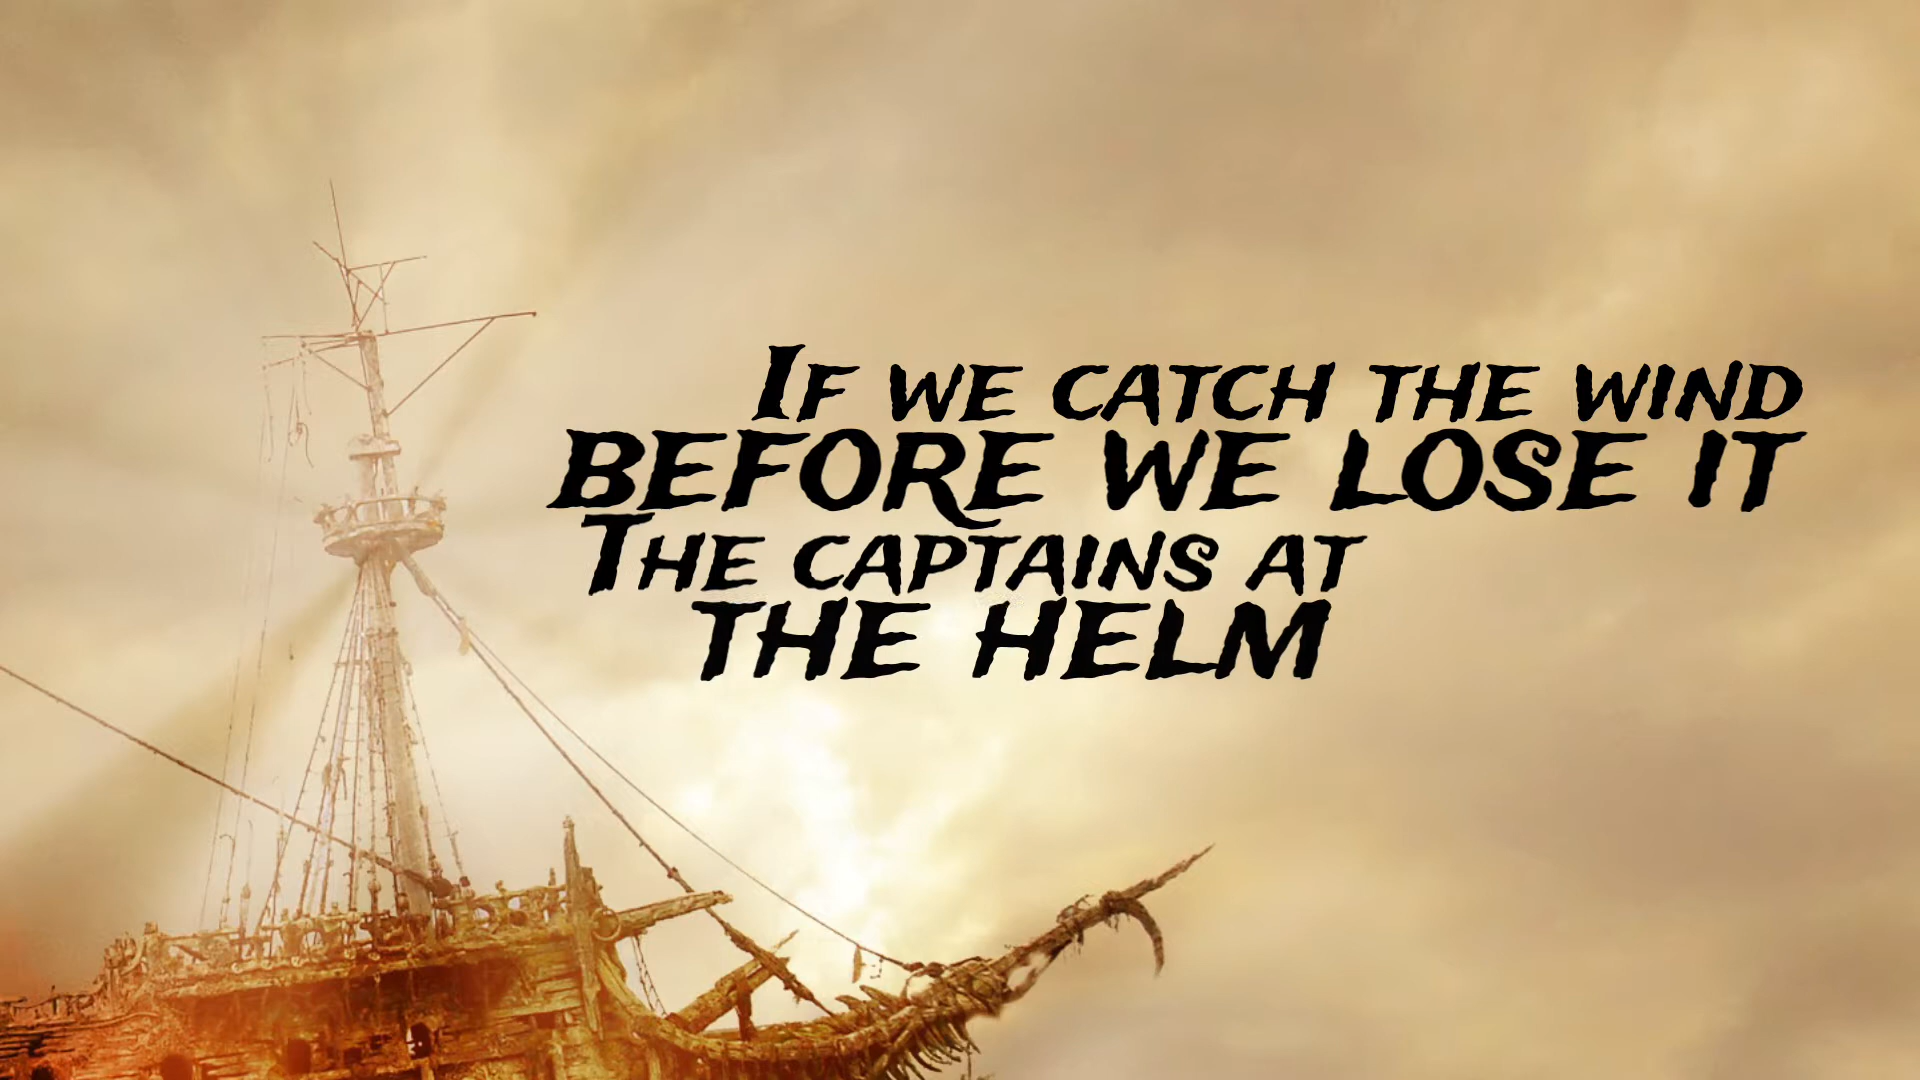 If we catch the wind
before we lose it
The captains at
the helm